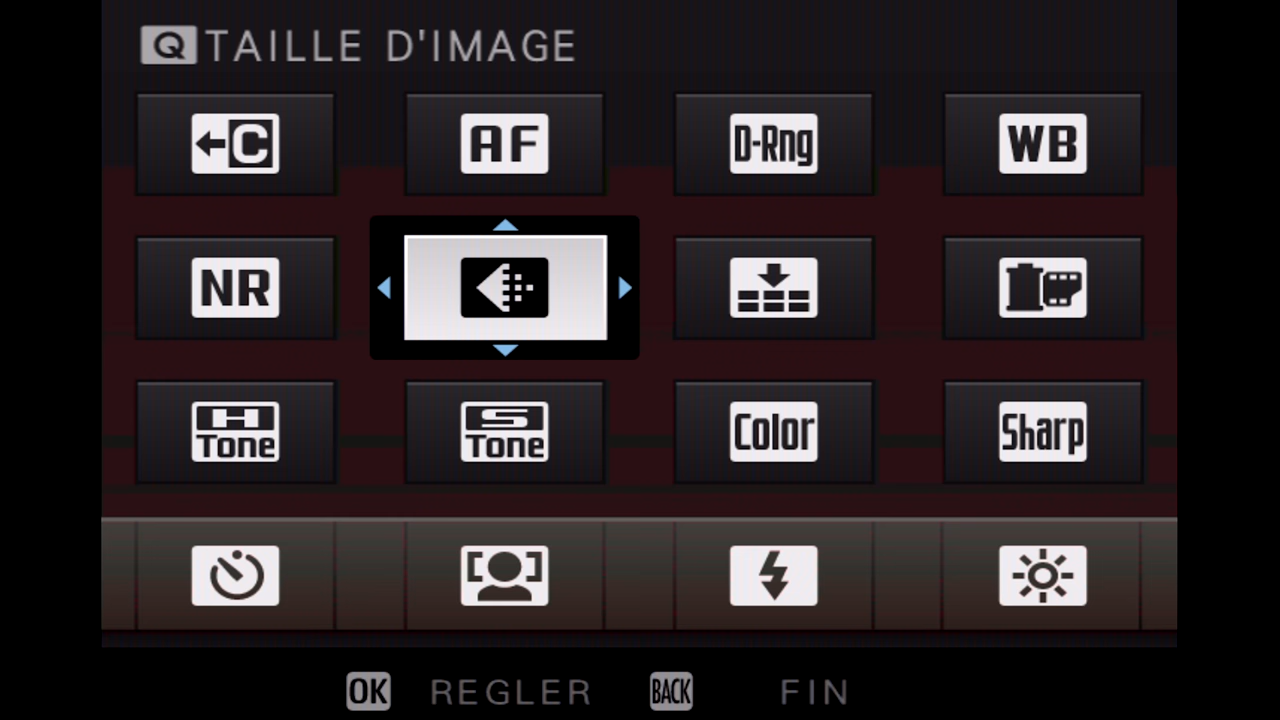 Q TAILLE D'IMAGE
C AF D-Rng WB
NR
H Tone S Tone Color Sharp
OK REGLER BACK FIN